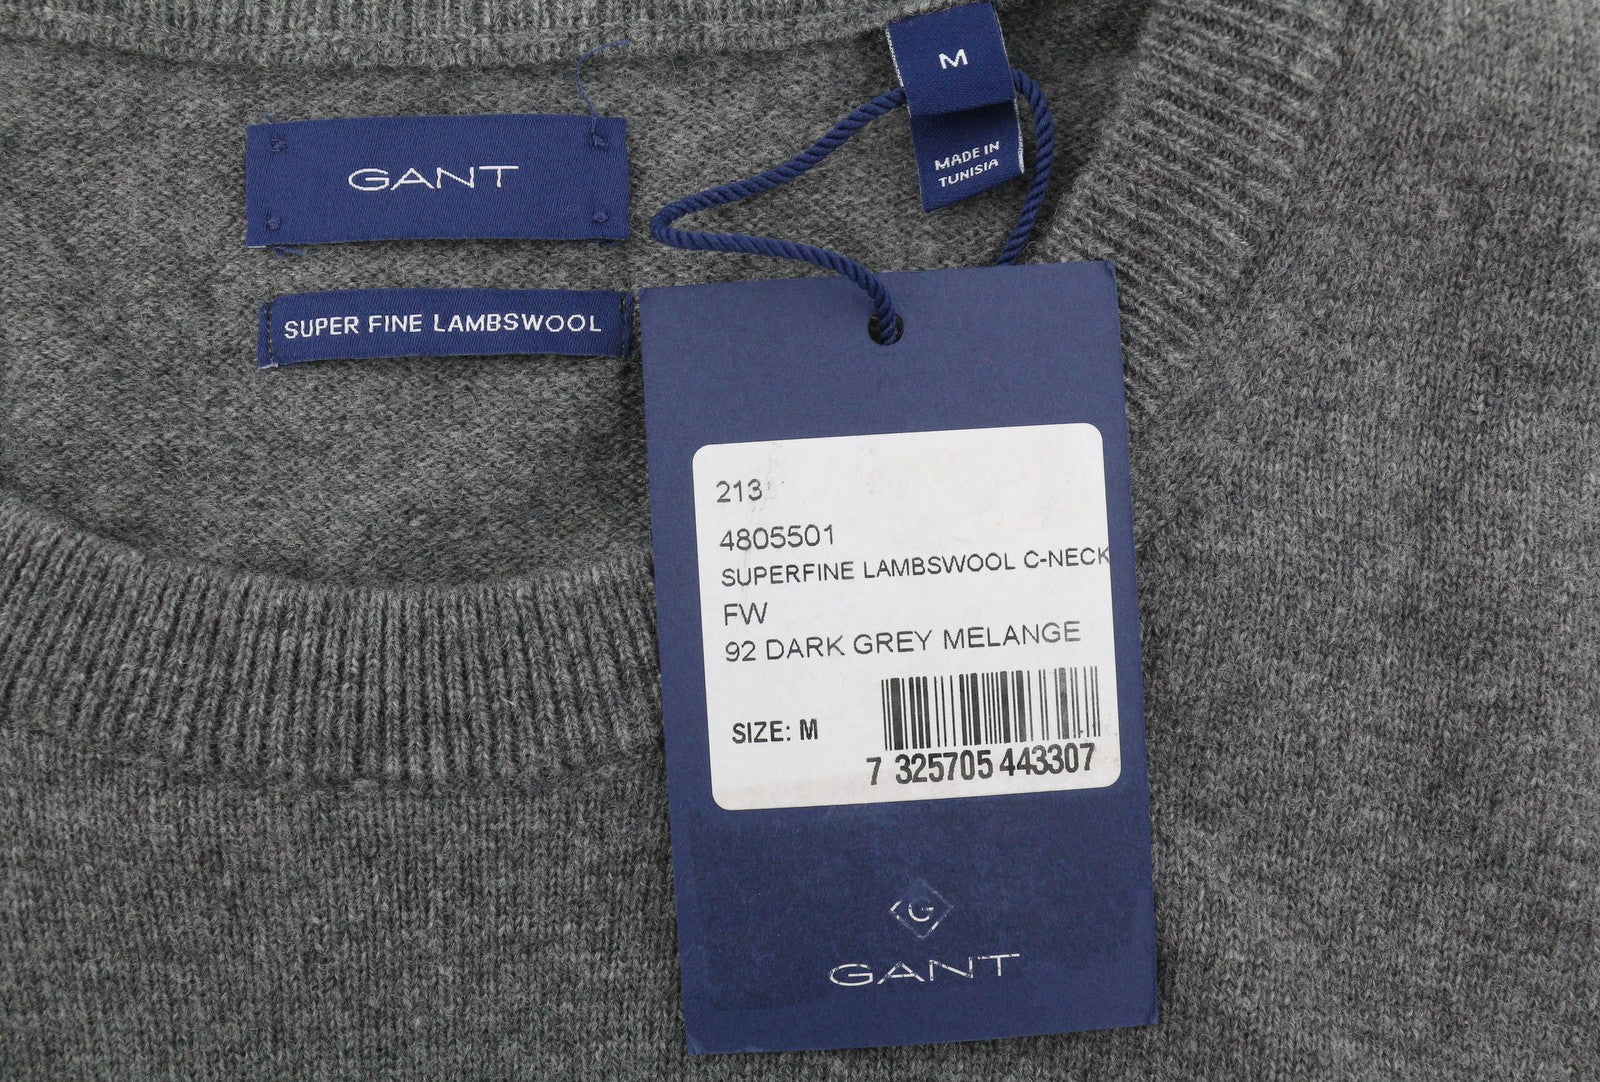 M
MADE IN
TUNISIA
GANT
SUPER FINE LAMBSWOOL
213
4805501
SUPERFINE LAMBSWOOL C-NECK
FW
92 DARK GREY MELANGE
SIZE: M
7 325705 443307
G
GANT